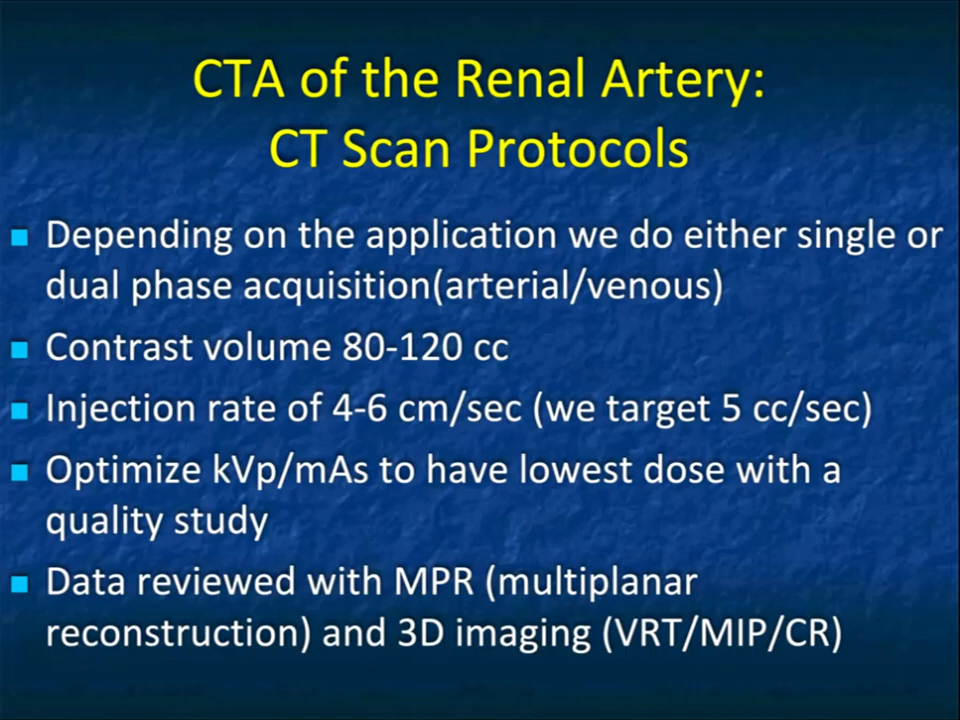 CTA of the Renal Artery:
CT Scan Protocols
Depending on the application we do either single or
dual phase acquisition(arterial/venous)
Contrast volume 80-120 cc
Injection rate of 4-6 cm/sec (we target 5 cc/sec)
Optimize kVp/mAs to have lowest dose with a
quality study
Data reviewed with MPR (multiplanar
reconstruction) and 3D imaging (VRT/MIP/CR)